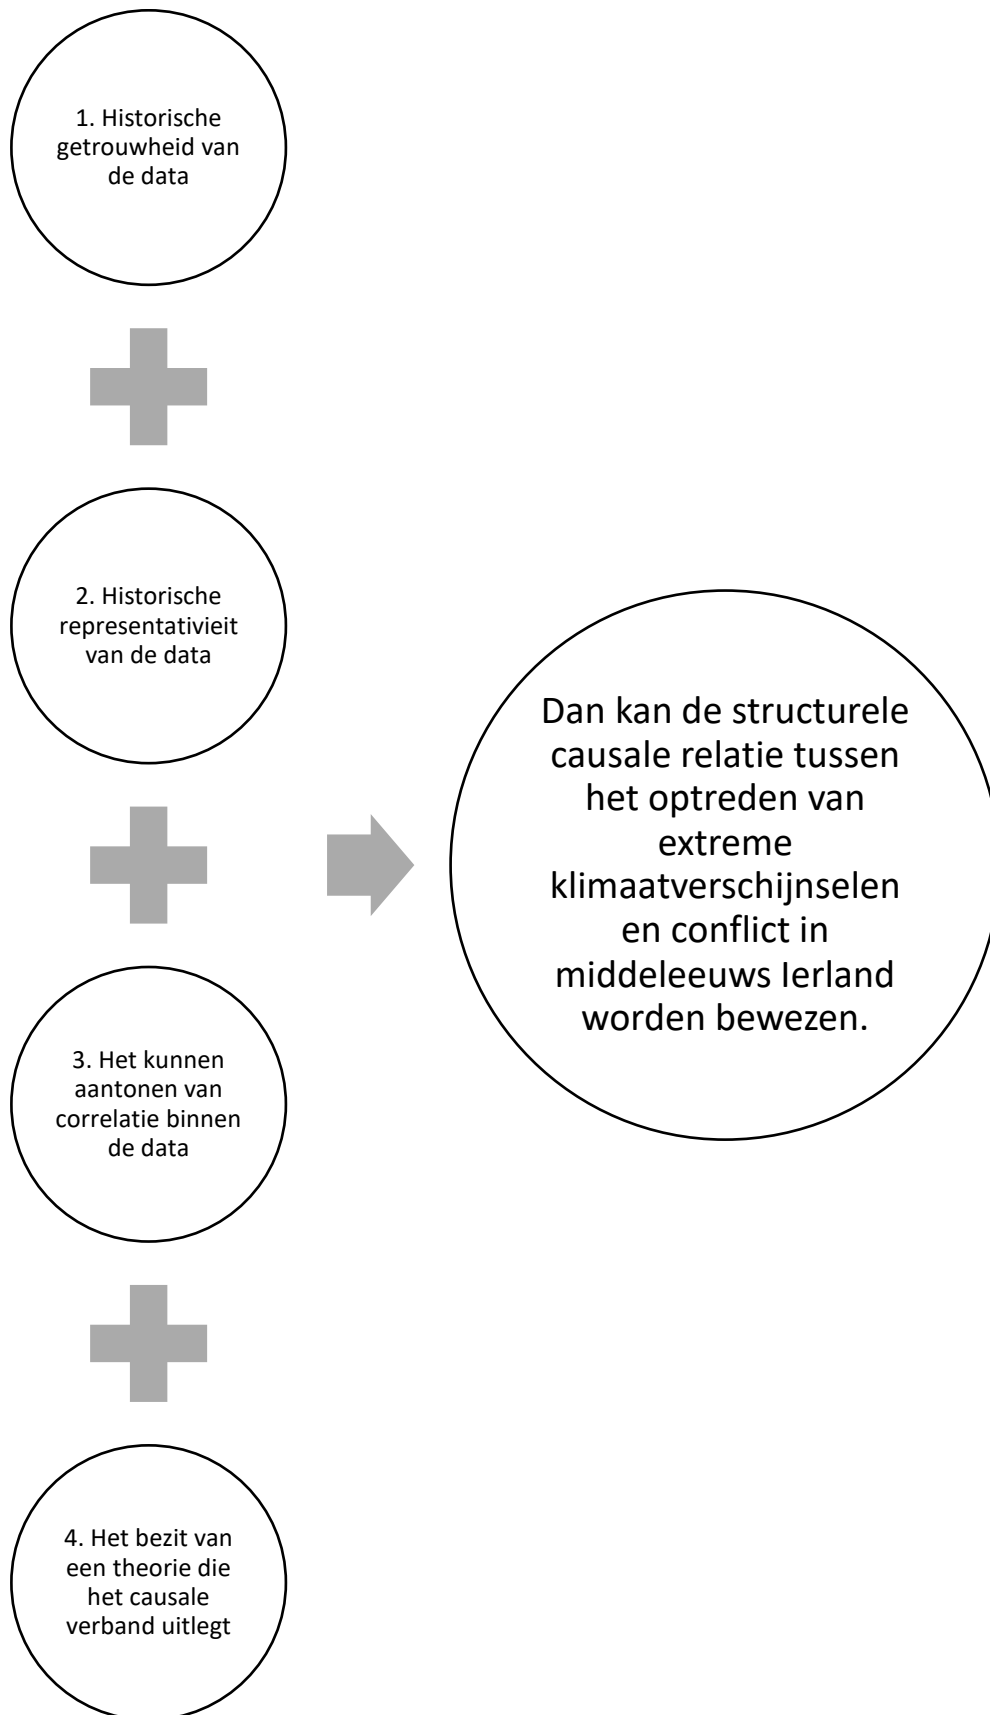 1. Historische
getrouwheid van
de data
2. Historische
representativieit
van de data
3. Het kunnen
aantonen van
correlatie binnen
de data
4. Het bezit van
een theorie die
het causale
verband uitlegt
Dan kan de structurele
causale relatie tussen
het optreden van
extreme
klimaatverschijnselen
en conflict in
middeleeuws Ierland
worden bewezen.